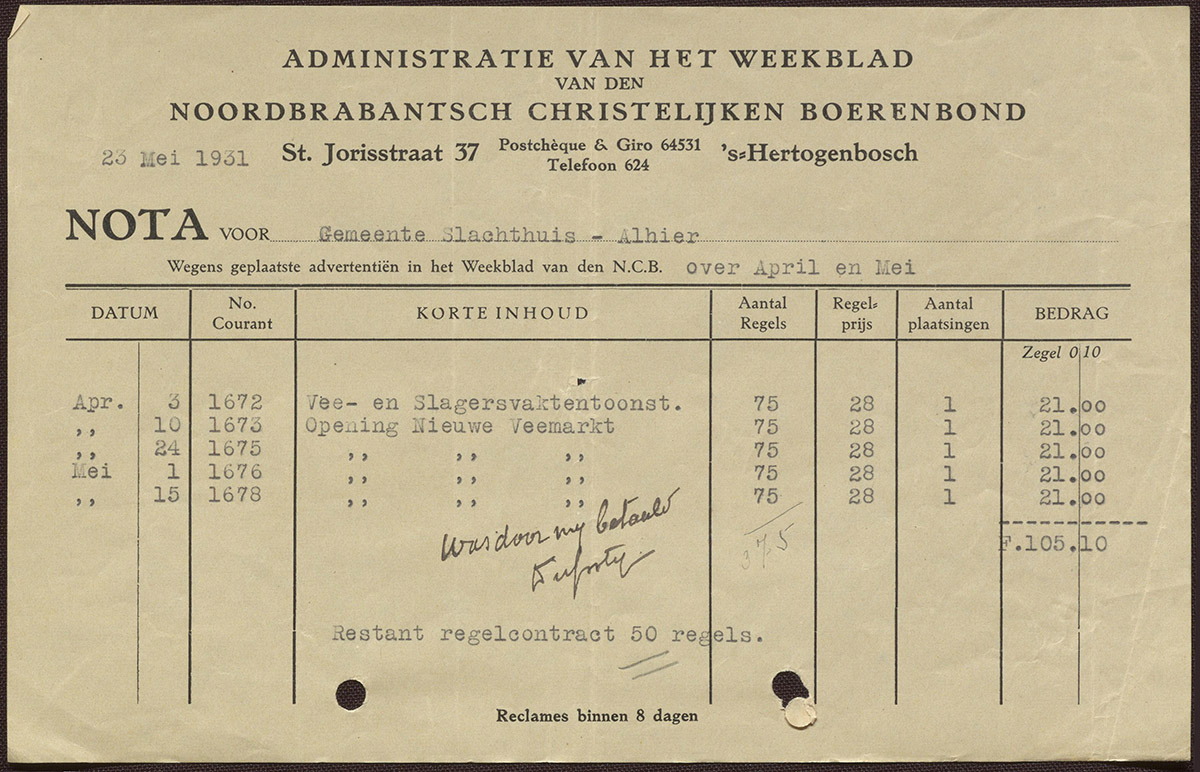 ADMINISTRATIE VAN HET WEEKBLAD
VAN DEN
NOORDBRABANTSCH CHRISTELIJKEN BOERENBOND
23 Mei 1931 St. Jorisstraat 37 Postchèque & Giro 64531 's-Hertogenbosch
Telefoon 624
NOTA VOOR Gemeente Slachthuis - Alhier
Wegens geplaatste advertentiën in het Weekblad van den N.C.B. over April en Mei
DATUM No. Courant KORTE INHOUD Aantal Regels Regel-prijs Aantal plaatsingen BEDRAG
Zegel 0 10
Apr. 3 1672 Vee- en Slagersvaktentoonst. 75 28 1 21.00
,, 10 1673 Opening Nieuwe Veemarkt 75 28 1 21.00
,, 24 1675 ,, ,, ,, 75 28 1 21.00
Mei 1 1676 ,, ,, ,, 75 28 1 21.00
,, 15 1678 ,, ,, ,, 75 28 1 21.00
F.105.10
Was door my betaald
375
Restant regelcontract 50 regels.
Reclames binnen 8 dagen